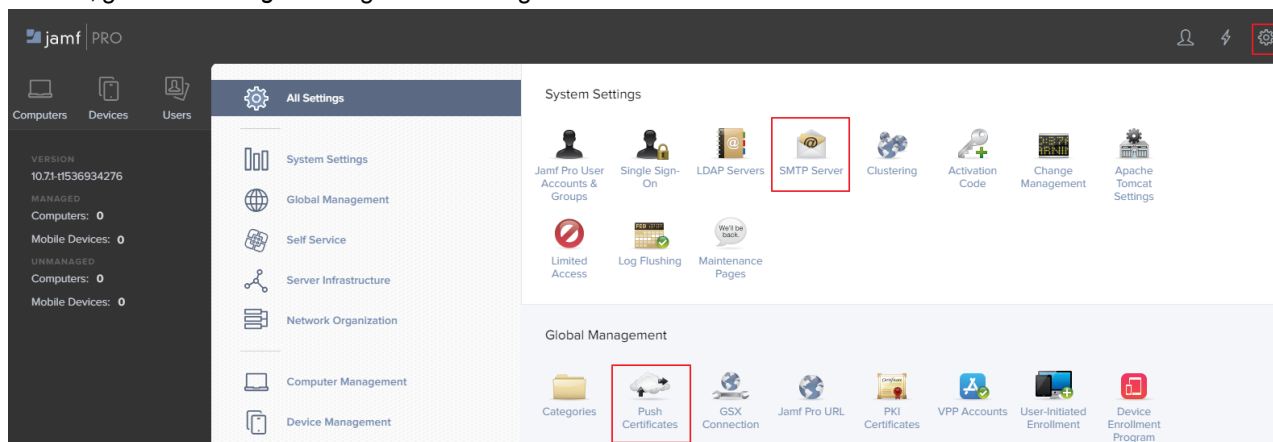 jamf PRO
Computers Devices Users
VERSION
10.7.1-t1536934276
MANAGED
Computers: 0
Mobile Devices: 0
UNMANAGED
Computers: 0
Mobile Devices: 0
All Settings
System Settings
Global Management
Self Service
Server Infrastructure
Network Organization
Computer Management
Device Management
System Settings
Jamf Pro User
Accounts &
Groups
Single Sign-
On
LDAP Servers
SMTP Server
Clustering
Activation
Code
Change
Management
Apache
Tomcat
Settings
We'll be
back.
Limited
Access
Log Flushing
Maintenance
Pages
Global Management
Categories
Push
Certificates
GSX
Connection
Jamf Pro URL
PKI
Certificates
VPP Accounts
User-Initiated
Enrollment
Device
Enrollment
Program